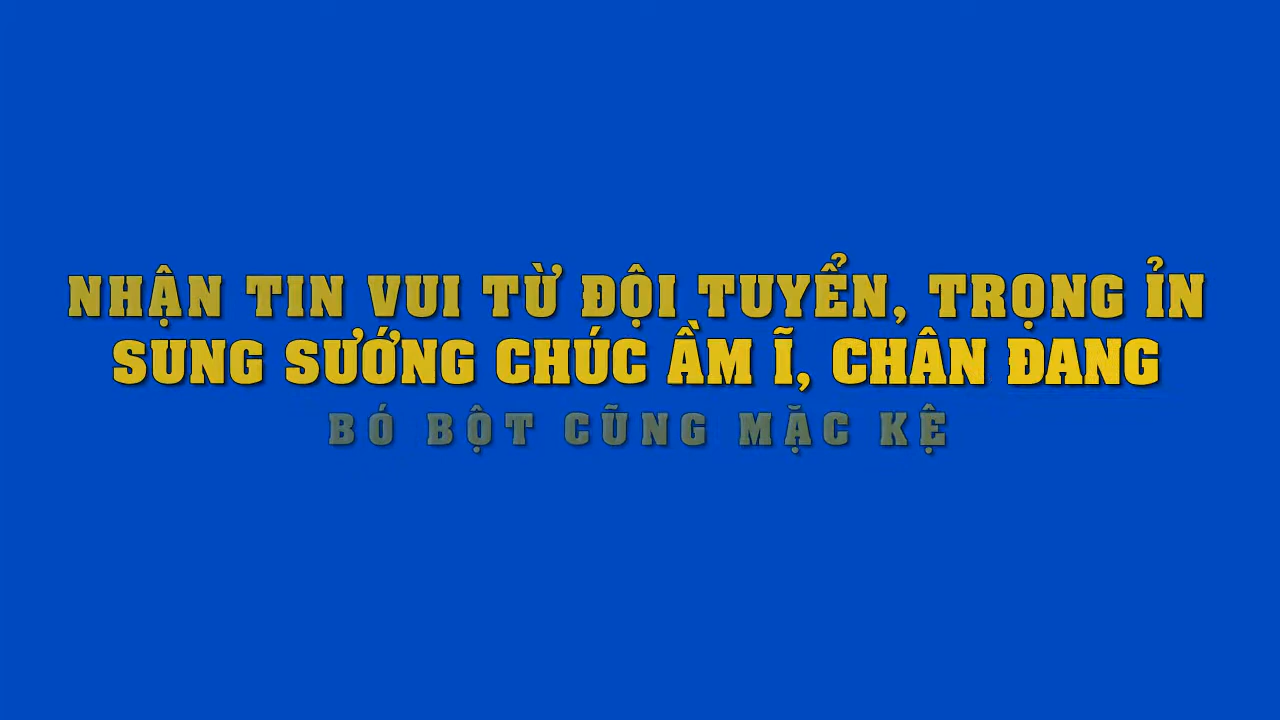 NHẬN TIN VUI TỪ ĐỘI TUYỂN, TRỌNG ỈN
SUNG SƯỚNG CHÚC ẦM Ĩ, CHÂN ĐANG
BÓ BỘT CŨNG MẶC KỆ